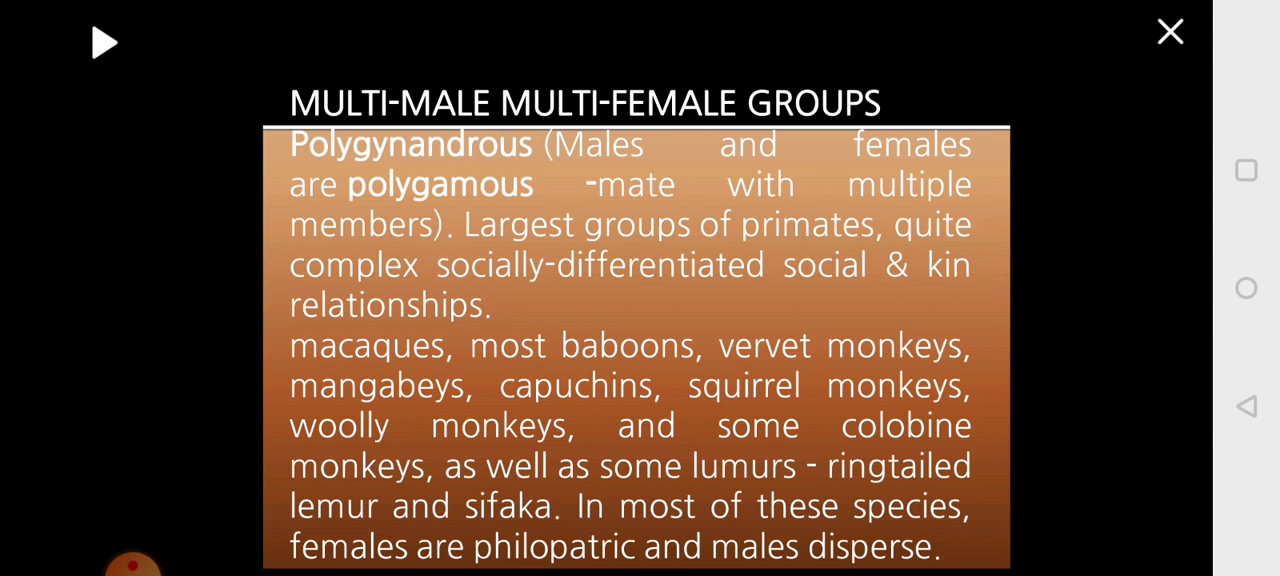 MULTI-MALE MULTI-FEMALE GROUPS
Polygynandrous (Males and females
are polygamous -mate with multiple
members). Largest groups of primates, quite
complex socially-differentiated social & kin
relationships.
macaques, most baboons, vervet monkeys,
mangabeys, capuchins, squirrel monkeys,
woolly monkeys, and some colobine
monkeys, as well as some lumurs - ringtailed
lemur and sifaka. In most of these species,
females are philopatric and males disperse.